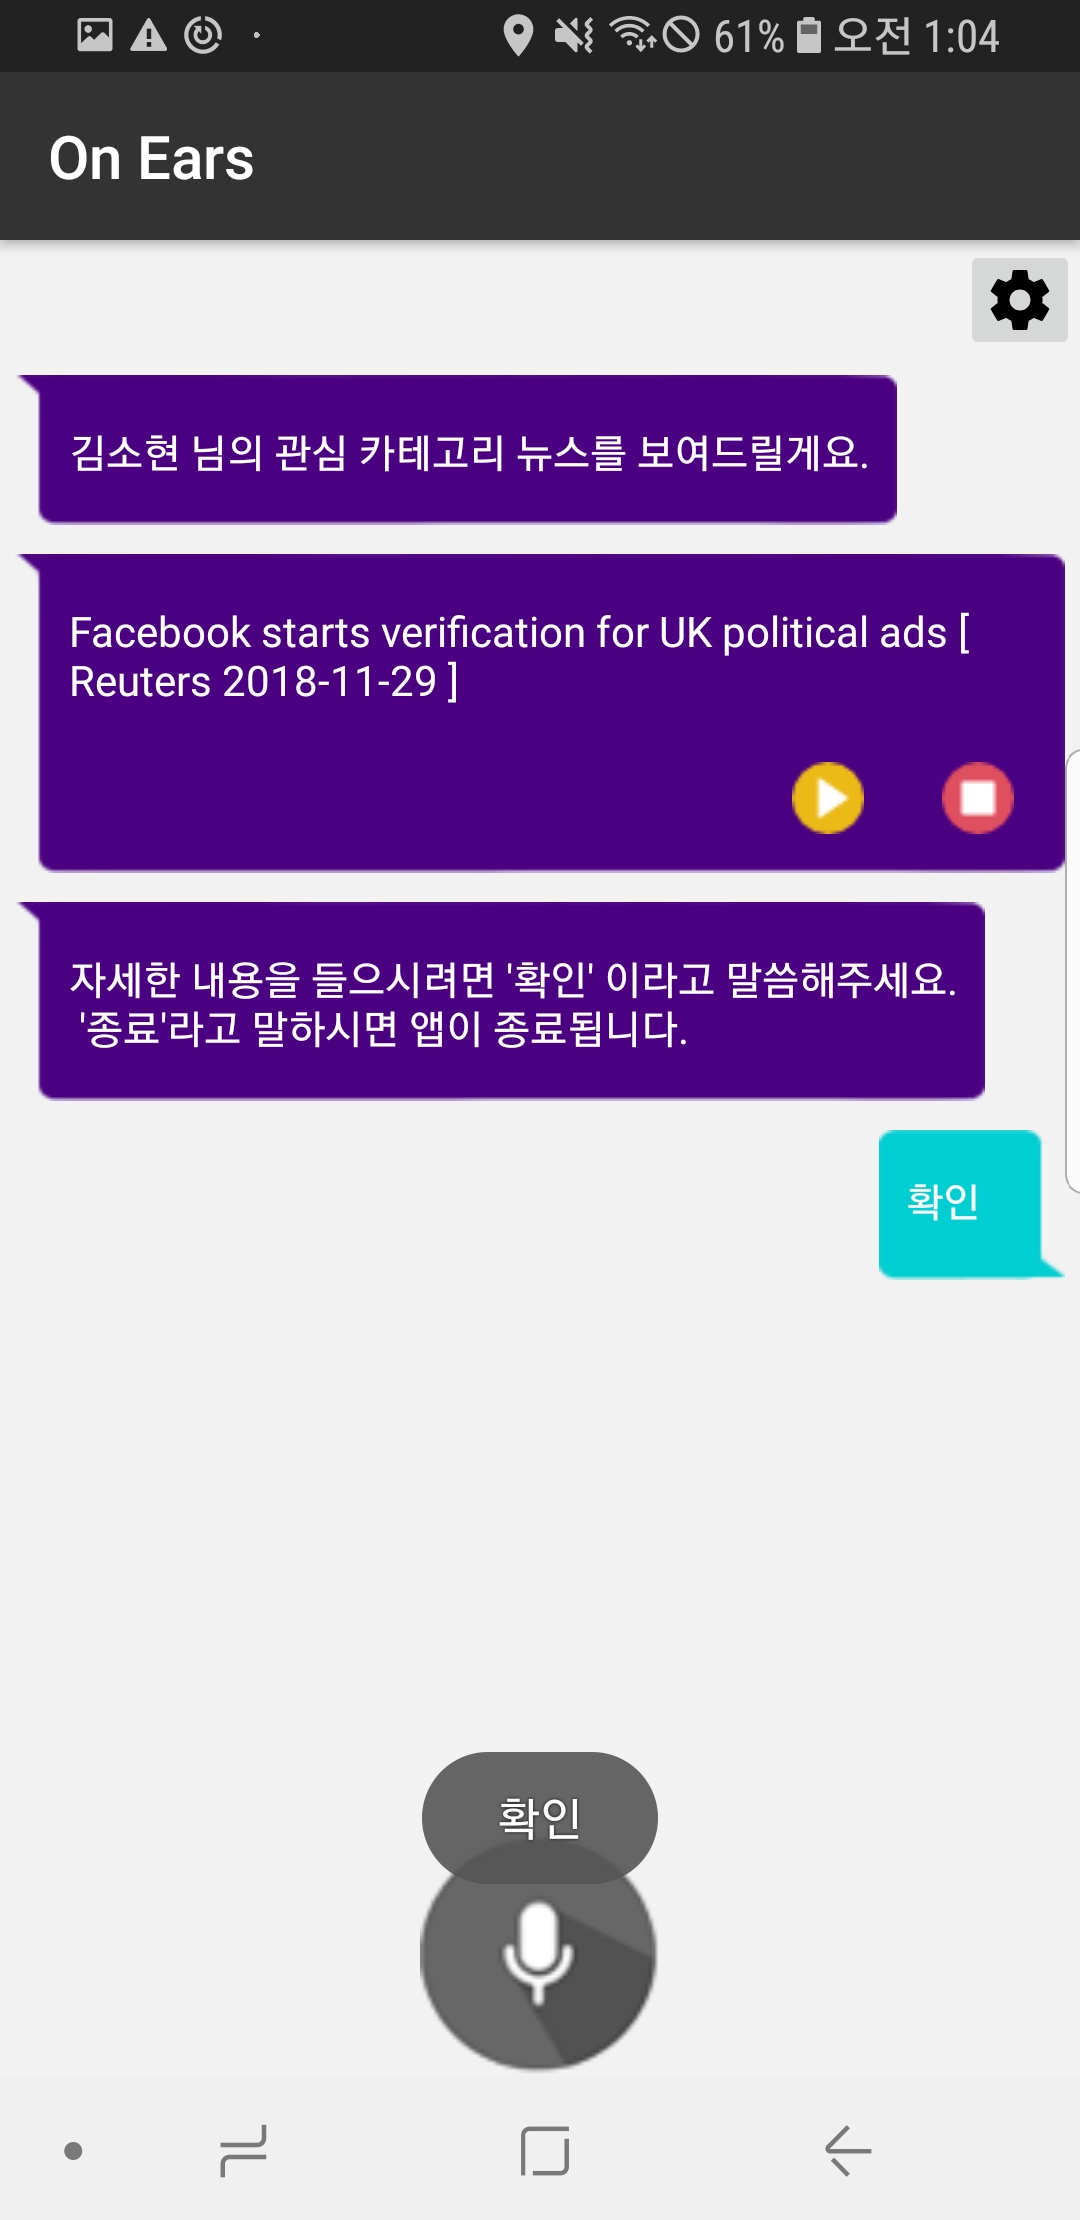 61% 오전 1:04
On Ears
김소현 님의 관심 카테고리 뉴스를 보여드릴게요.
Facebook starts verification for UK political ads [
Reuters 2018-11-29 ]
자세한 내용을 들으시려면 '확인' 이라고 말씀해주세요.
'종료'라고 말하시면 앱이 종료됩니다.
확인
확인